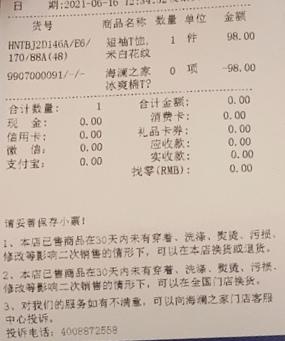 日 期:2021-06-16 12:34:52
货号 商品名称 数量 单位 金额
HNTBJ2D146A/E6/ 短袖T恤, 1 件 98.00
170/88A(48) 米白花纹
9907000091/-/- 海澜之家 0 项 -98.00
冰爽棉T?
合计数量: 1 合计金额: 0.00
现 金: 0.00 消费卡: 0.00
信用卡: 0.00 礼品卡券: 0.00
微 信: 0.00 应收款: 0.00
支付宝: 0.00 实收款: 0.00
找零(RMB): 0.00
请妥善保存小票!
1、本店已售商品在30天内未有穿着、洗涤、熨烫、污损、
修改等影响二次销售的情形下,可以在本店换货或退货。
2、本店已售商品在30天内未有穿着、洗涤、熨烫、污损、
修改等影响二次销售的情形下,可以在全国门店换货。
3、对我们的服务如有不满意,可以向海澜之家门店客服
中心投诉。
投诉电话:4008872558